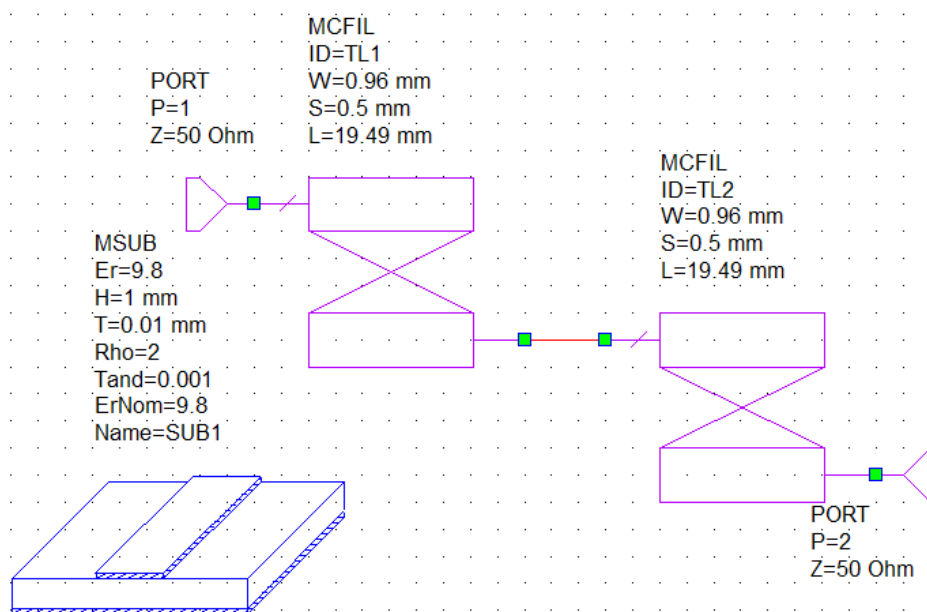 MCFIL
ID=TL1
W=0.96 mm
S=0.5 mm
L=19.49 mm
PORT
P=1
Z=50 Ohm
MCFIL
ID=TL2
W=0.96 mm
S=0.5 mm
L=19.49 mm
MSUB
Er=9.8
H=1 mm
T=0.01 mm
Rho=2
Tand=0.001
ErNom=9.8
Name=SUB1
PORT
P=2
Z=50 Ohm